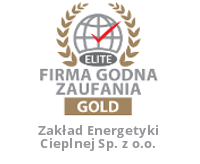 ELITE
FIRMA GODNA
ZAUFANIA
GOLD
Zakład Energetyki
Cieplnej Sp. z o.o.